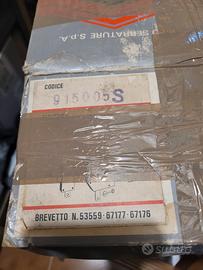 SERRATURE S.p.A.
CODICE
915005S
BREVETTO N.53559-67177-67176
subito